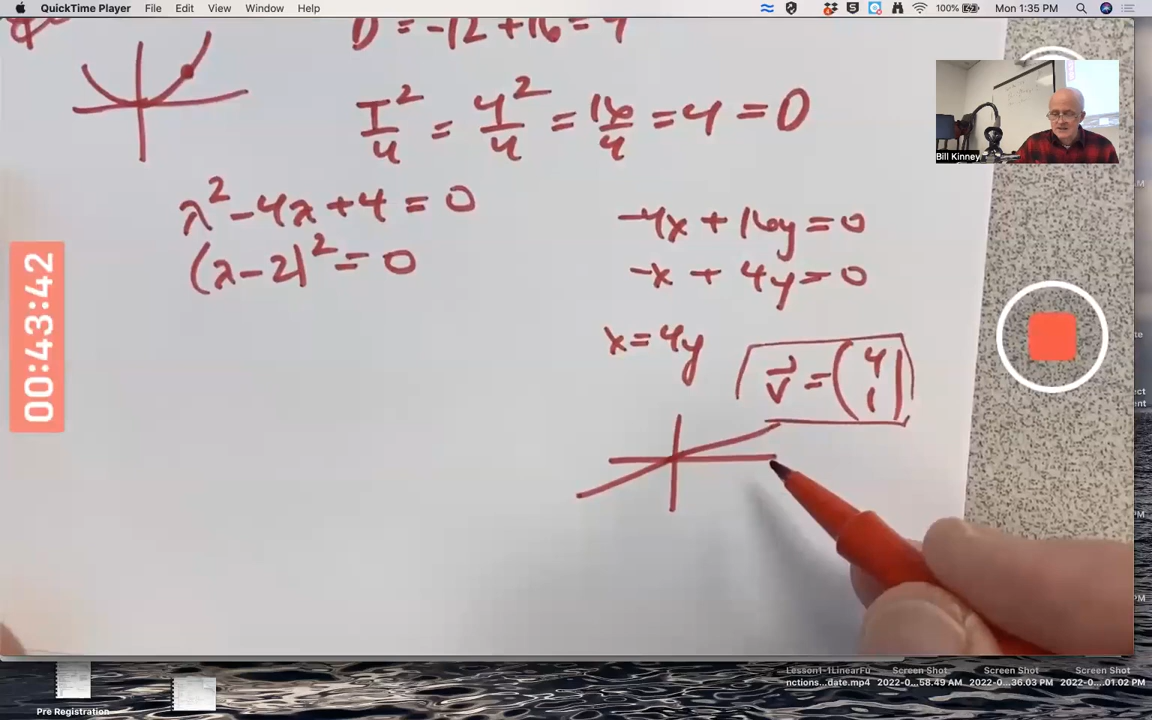 QuickTime Player File Edit View Window Help
100% Mon 1:35 PM
D = -12 + 16 = 4
T²/4 = 4²/4 = 16/4 = 4 = D
λ² - 4λ + 4 = 0
(λ - 2)² = 0
-4x + 16y = 0
-x + 4y = 0
x = 4y
v⃗ = (4 1)
Bill Kinney
00:43:42
Lesson1-1LinearFu
nctions...date.mp4
Screen Shot
2022-0...58.49 AM
Screen Shot
2022-0...36.03 PM
Screen Shot
2022-0....01.02 PM
Pre Registration